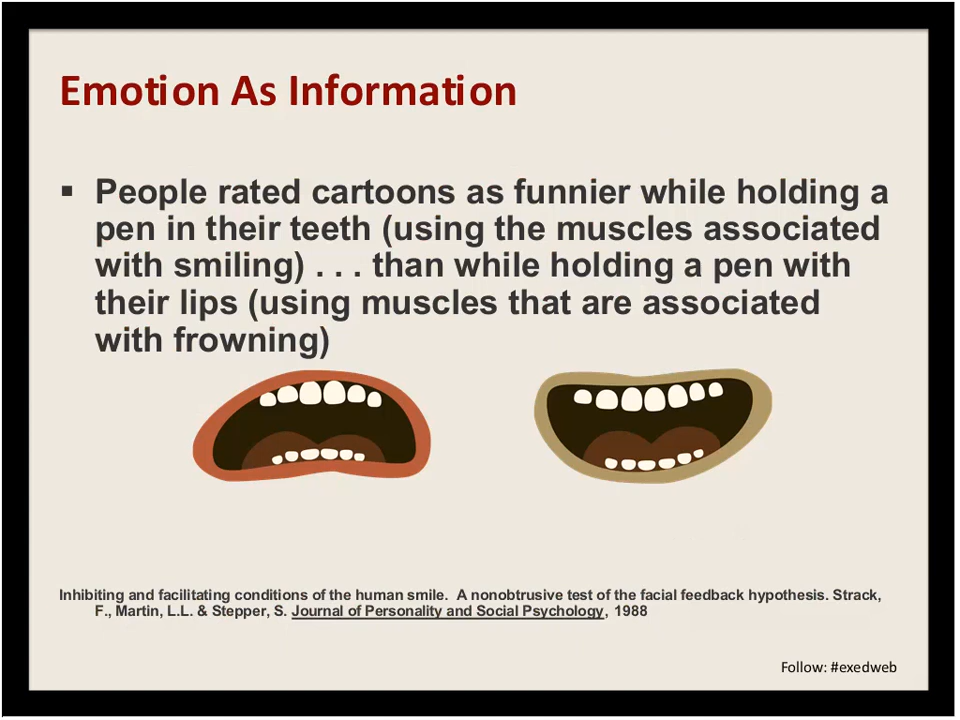 Emotion As Information
▪ People rated cartoons as funnier while holding a
pen in their teeth (using the muscles associated
with smiling) . . . than while holding a pen with
their lips (using muscles that are associated
with frowning)
Inhibiting and facilitating conditions of the human smile.  A nonobtrusive test of the facial feedback hypothesis. Strack,
F., Martin, L.L. & Stepper, S. Journal of Personality and Social Psychology, 1988
Follow: #exedweb